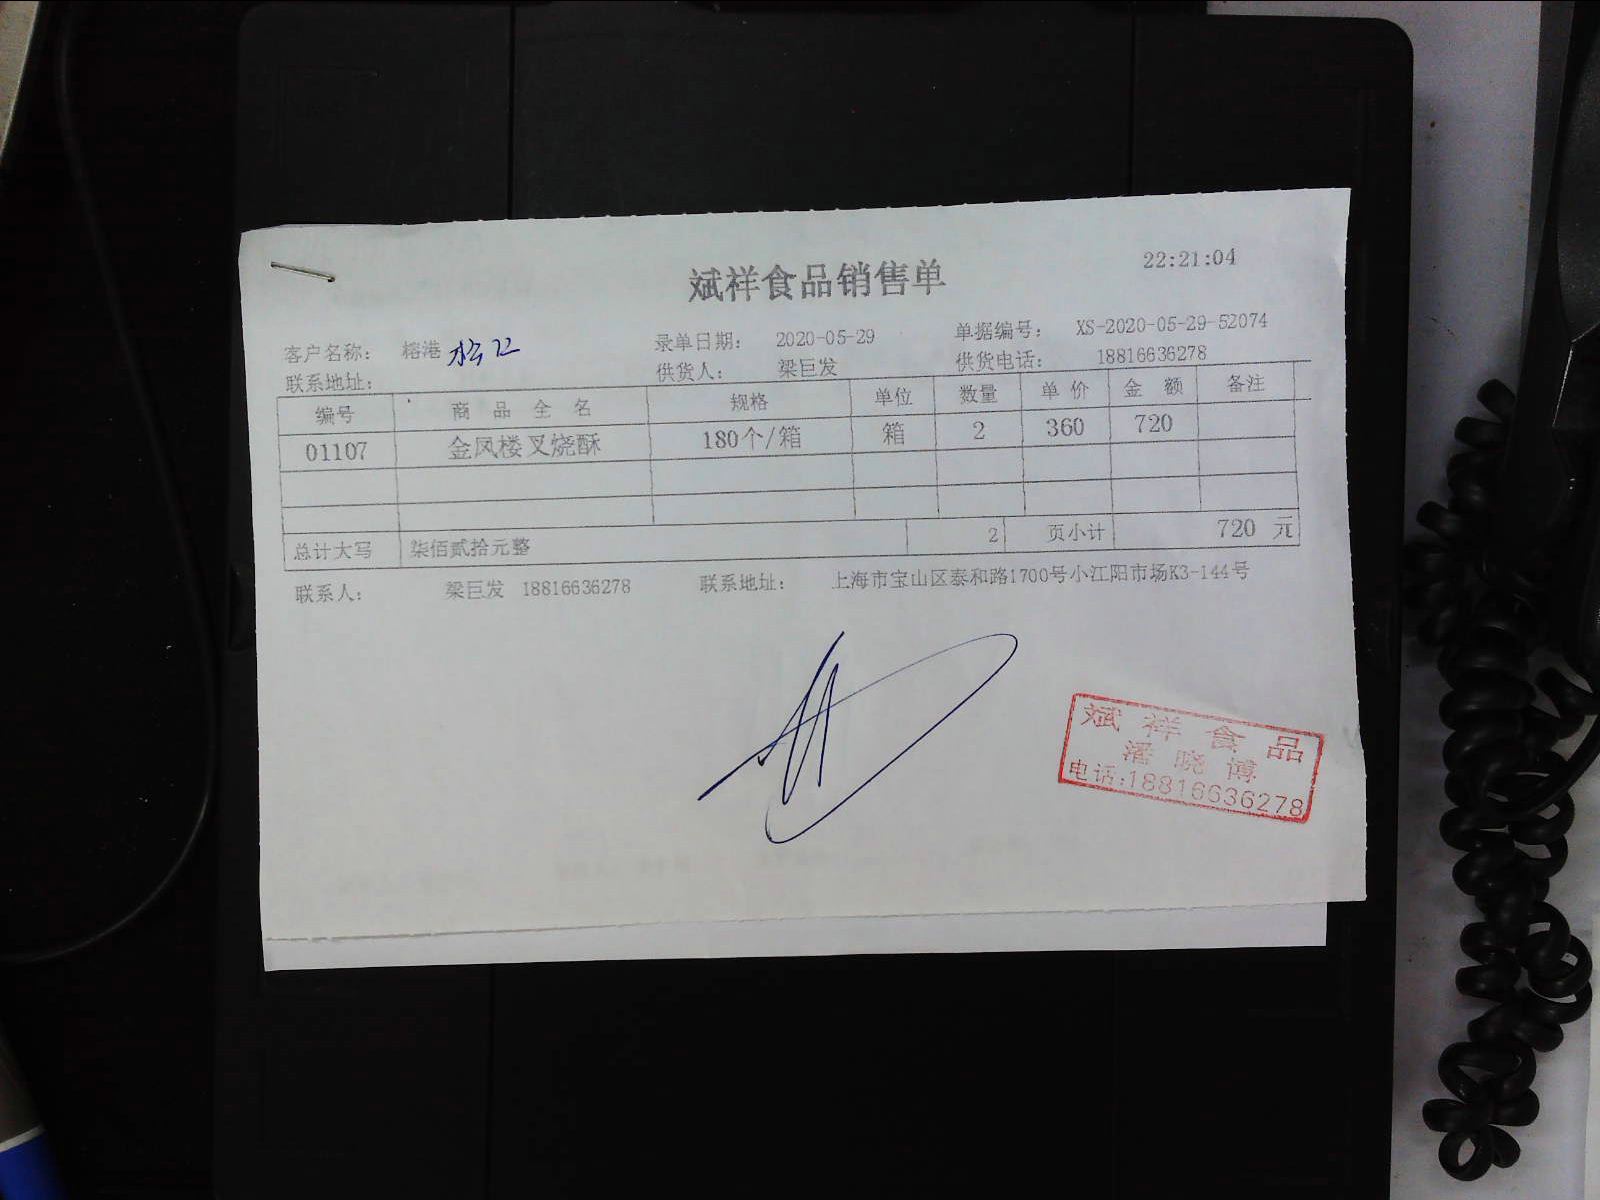 22:21:04
斌祥食品销售单
客户名称: 榕港 松江 录单日期: 2020-05-29 单据编号: XS-2020-05-29-52074
联系地址: 供货人: 梁巨发 供货电话: 18816636278
编号 商品全名 规格 单位 数量 单价 金额 备注
01107 金凤楼叉烧酥 180个/箱 箱 2 360 720
总计大写 柒佰贰拾元整 2 页小计 720 元
联系人: 梁巨发 18816636278 联系地址: 上海市宝山区泰和路1700号小江阳市场K3-144号
斌祥食品
潘晓博
电话:18816636278